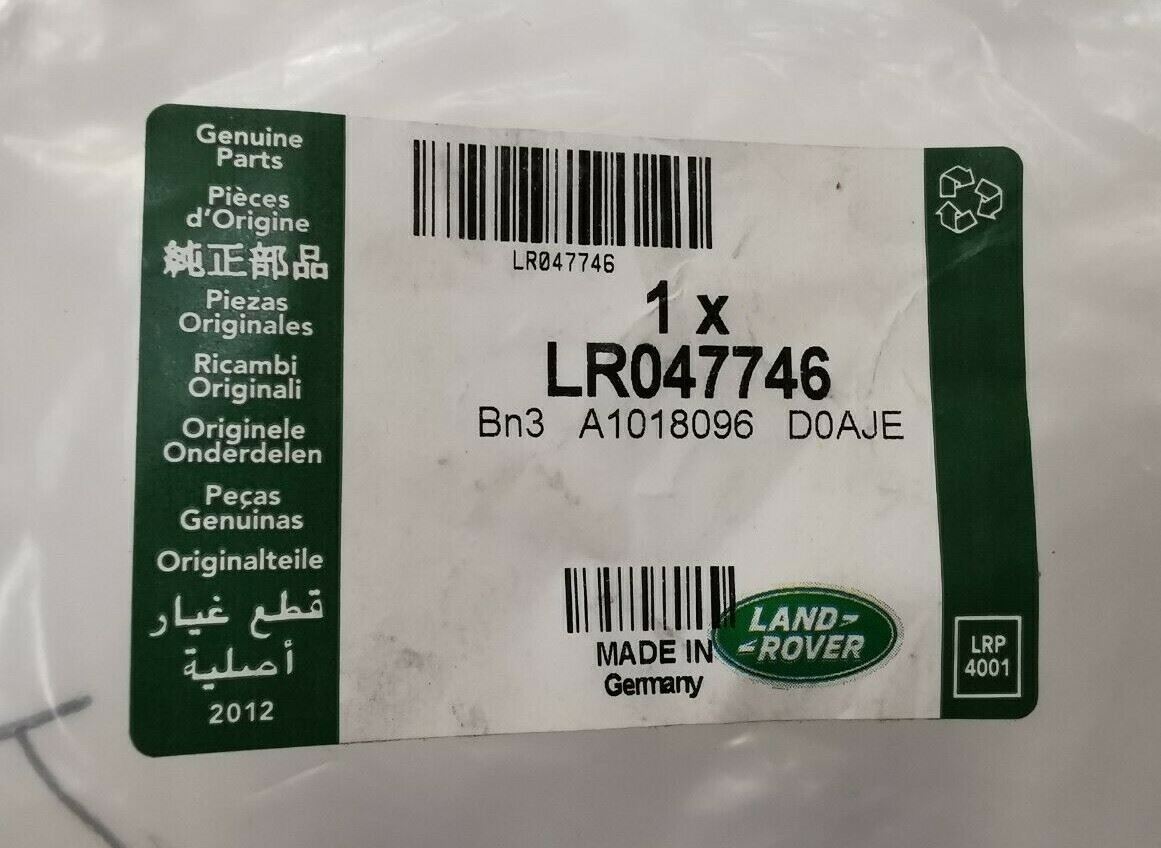 Genuine
Parts
Pièces
d'Origine
純正部品
Piezas
Originales
Ricambi
Originali
Originele
Onderdelen
Peças
Genuinas
Originalteile
قطع غيار
أصلية
2012
LR047746
1 x
LR047746
Bn3 A1018096 D0AJE
MADE IN
Germany
LAND
ROVER
LRP
4001